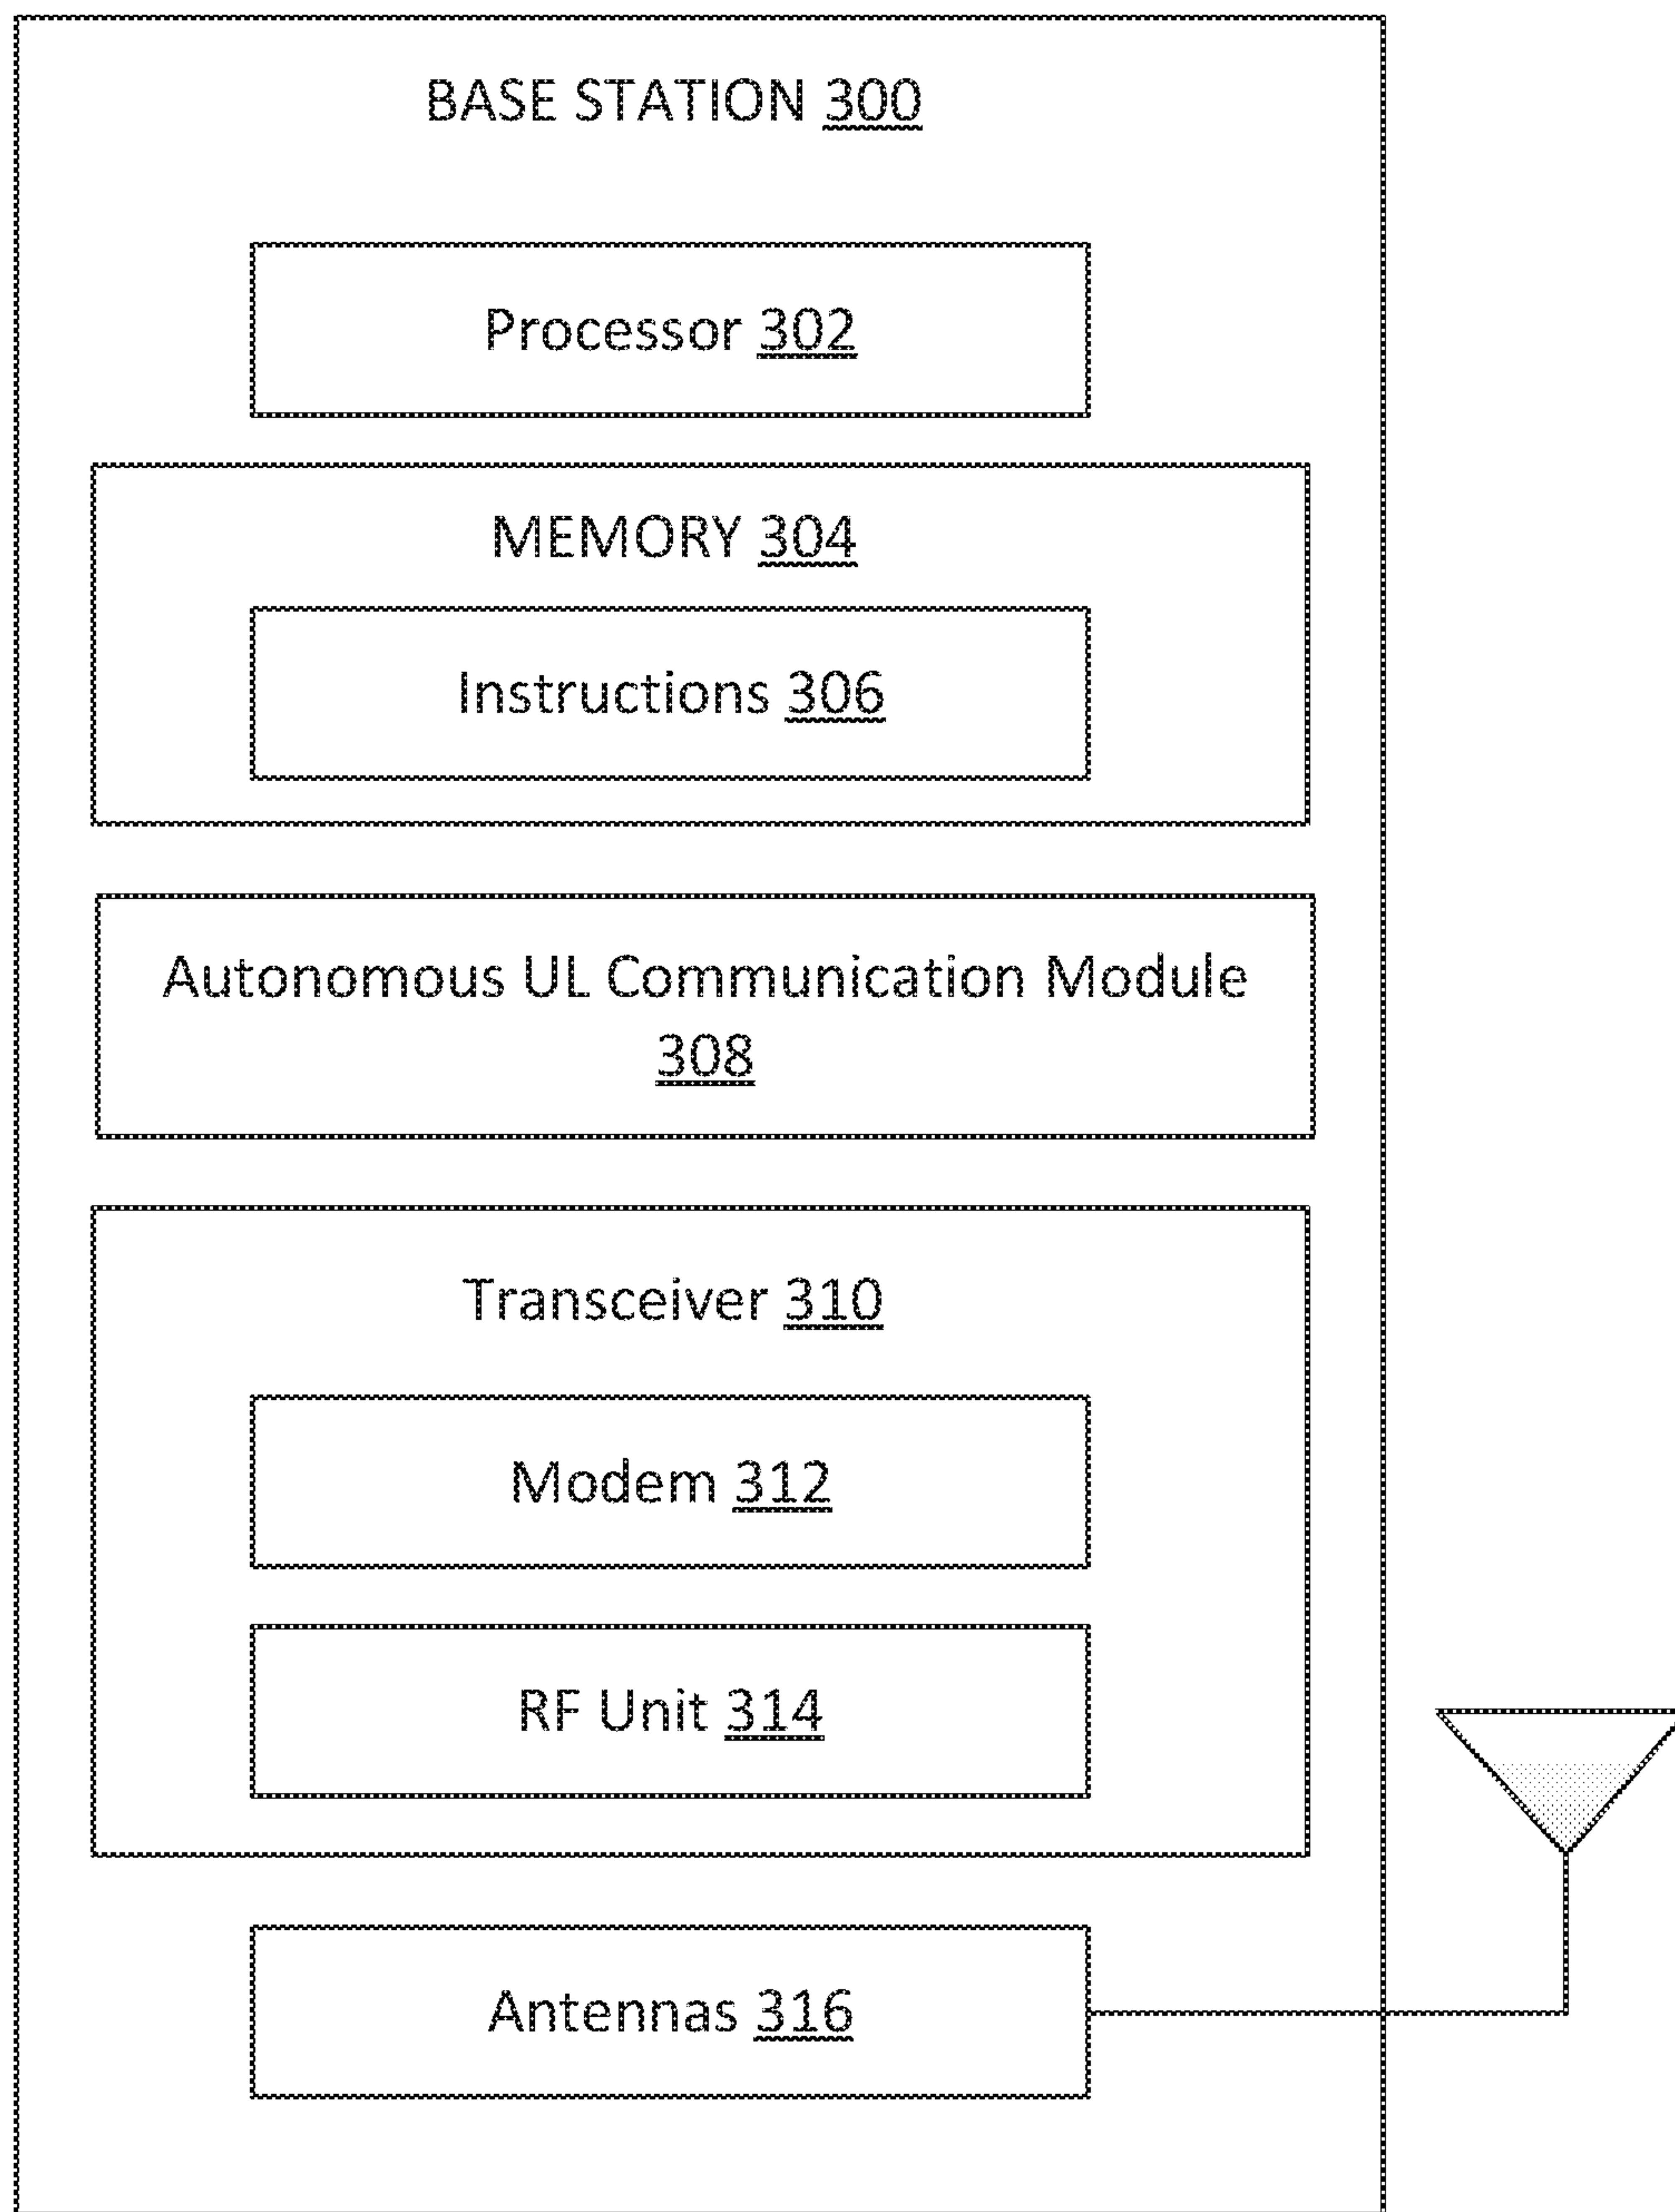 BASE STATION 300
Processor 302
MEMORY 304
Instructions 306
Autonomous UL Communication Module
308
Transceiver 310
Modem 312
RF Unit 314
Antennas 316